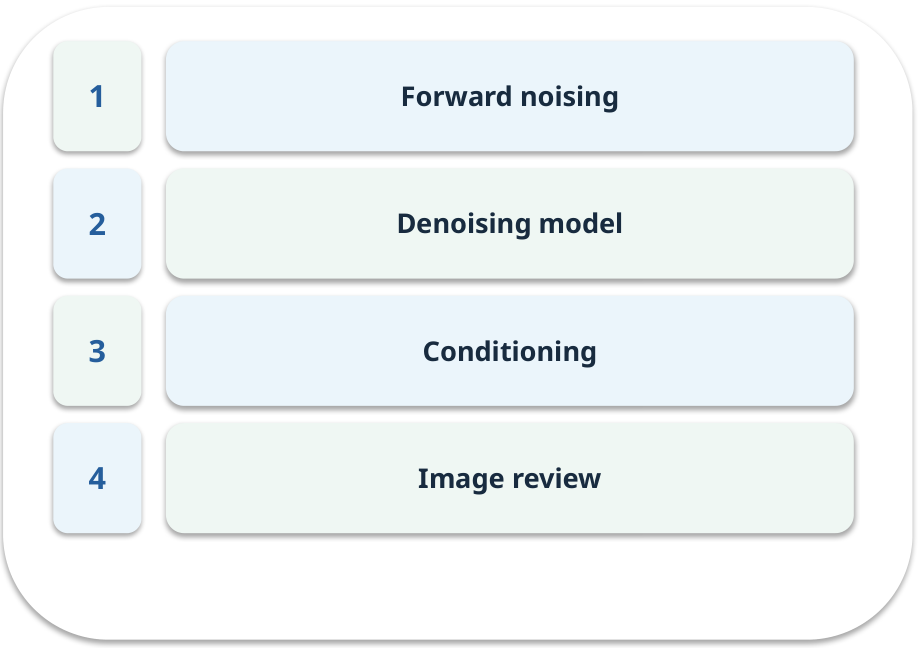 1 Forward noising
2 Denoising model
3 Conditioning
4 Image review